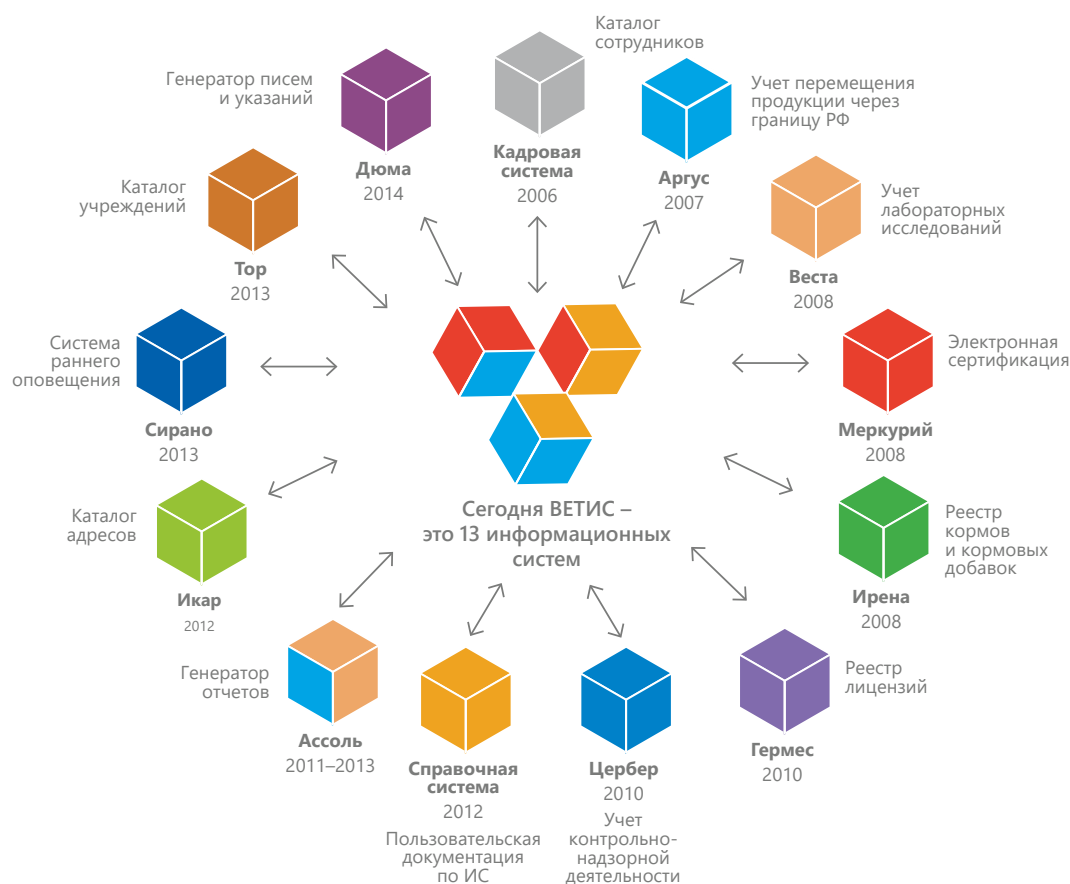 Каталог
сотрудников
Кадровая
система
2006
Учет перемещения
продукции через
границу РФ
Аргус
2007
Учет
лабораторных
исследований
Веста
2008
Электронная
сертификация
Меркурий
2008
Реестр
кормов
и кормовых
добавок
Ирена
2008
Реестр
лицензий
Гермес
2010
Цербер
2010
Учет
контрольно-
надзорной
деятельности
Справочная
система
2012
Пользовательская
документация
по ИС
Генератор
отчетов
Ассоль
2011–2013
Каталог
адресов
Икар
2012
Система
раннего
оповещения
Сирано
2013
Каталог
учреждений
Тор
2013
Генератор писем
и указаний
Дюма
2014
Сегодня ВЕТИС –
это 13 информационных
систем